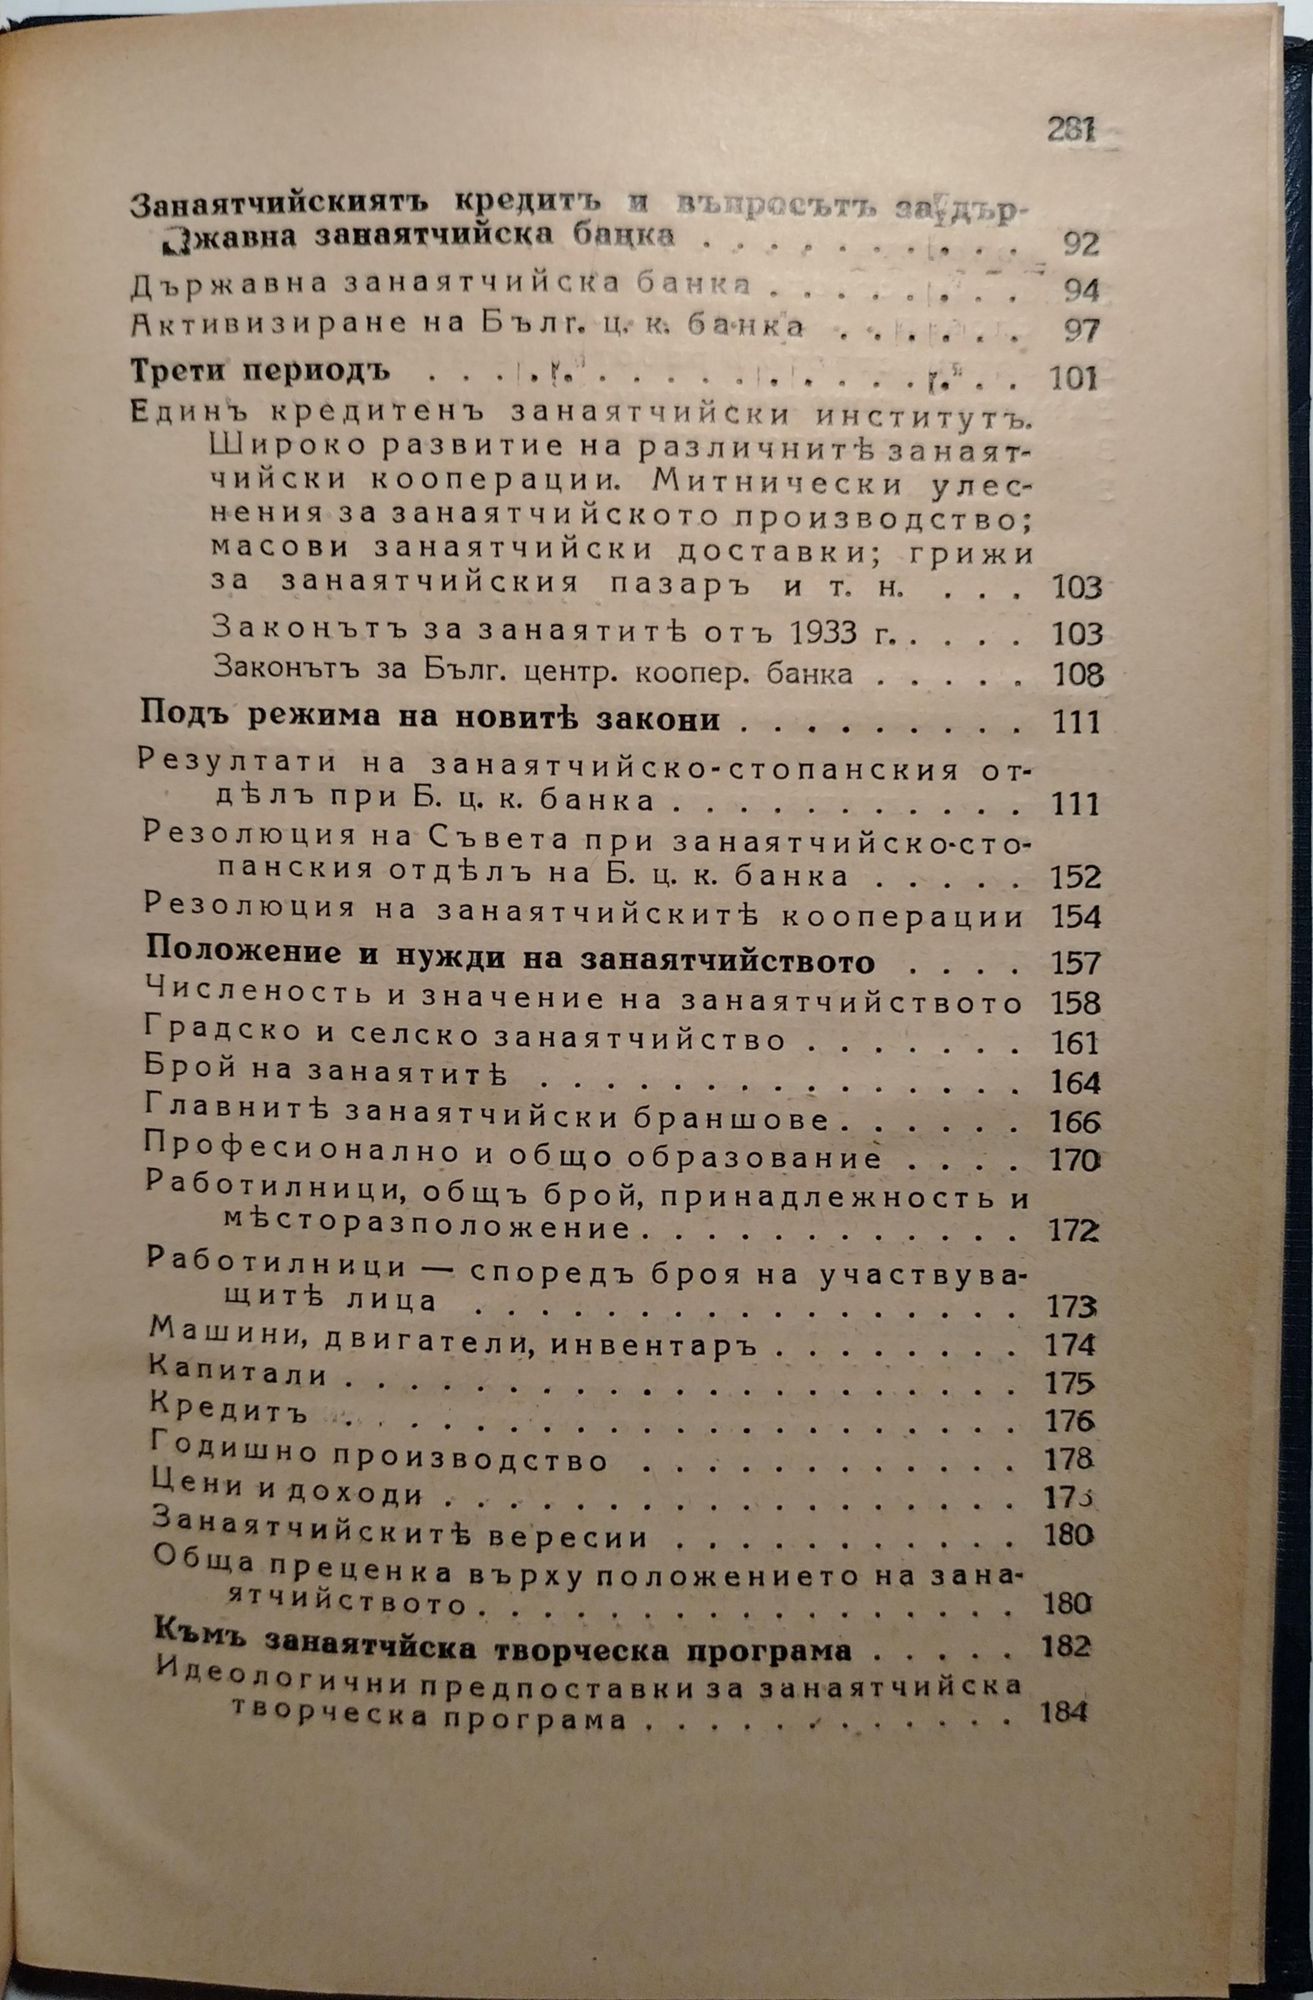 281
Занаятчийскиятъ кредитъ и въпросътъ за дър-
жавна занаятчийска банка . . . . . . . . . . 92
Държавна занаятчийска банка . . . . . . . . 94
Активизиране на Бълг. ц. к. банка . . . . . . 97
Трети периодъ . . . . . . . . . . . . . . . . . . 101
Единъ кредитенъ занаятчийски институтъ.
Широко развитие на различнитѣ занаят-
чийски кооперации. Митнически улес-
нения за занаятчийското производство;
масови занаятчийски доставки; грижи
за занаятчийския пазаръ и т. н. . . . 103
Законътъ за занаятитѣ отъ 1933 г. . . . . 103
Законътъ за Бълг. центр. коопер. банка . . . . . 108
Подъ режима на новитѣ закони . . . . . . . . . 111
Резултати на занаятчийско-стопанския от-
дѣлъ при Б. ц. к. банка . . . . . . . . . . . 111
Резолюция на Съвета при занаятчийско-сто-
панския отдѣлъ на Б. ц. к. банка . . . . . 152
Резолюция на занаятчийскитѣ кооперации 154
Положение и нужди на занаятчийството . . . . 157
Численость и значение на занаятчийството 158
Градско и селско занаятчийство . . . . . . . 161
Брой на занаятитѣ . . . . . . . . . . . . . . . 164
Главнитѣ занаятчийски браншове . . . . . . 166
Професионално и общо образование . . . . 170
Работилници, общъ брой, принадлежность и
мѣсторазположение . . . . . . . . . . . . 172
Работилници — споредъ броя на участвува-
щитѣ лица . . . . . . . . . . . . . . . . . 173
Машини, двигатели, инвентаръ . . . . . . . . 174
Капитали . . . . . . . . . . . . . . . . . . . . . 175
Кредитъ . . . . . . . . . . . . . . . . . . . . . 176
Годишно производство . . . . . . . . . . . . 178
Цени и доходи . . . . . . . . . . . . . . . . . .
Занаятчийскитѣ вересии . . . . . . . . . . . 180
Обща преценка върху положението на зана-
ятчийството . . . . . . . . . . . . . . . . . 180
Къмъ занаятчйска творческа програма . . . . . 182
Идеологични предпоставки за занаятчийска
творческа програма . . . . . . . . . . . . 184